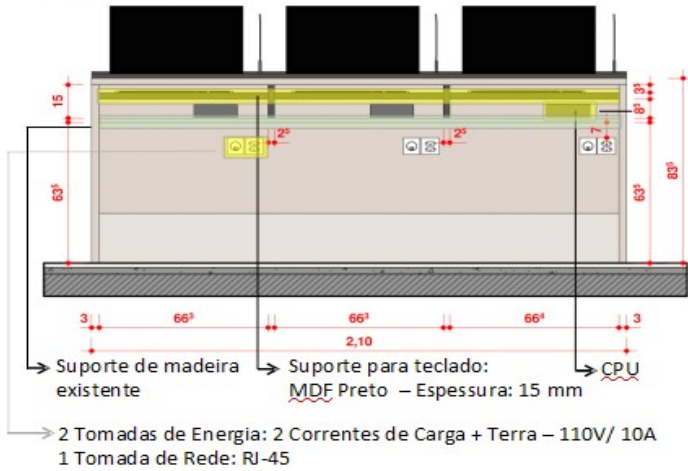 15
63⁵
3⁵
8⁵
7
63⁵
83⁵
2⁵
2⁵
3
66³
66³
66⁴
3
2,10
Suporte de madeira
existente
Suporte para teclado:
MDF Preto – Espessura: 15 mm
CPU
2 Tomadas de Energia: 2 Correntes de Carga + Terra – 110V/ 10A
1 Tomada de Rede: RJ-45